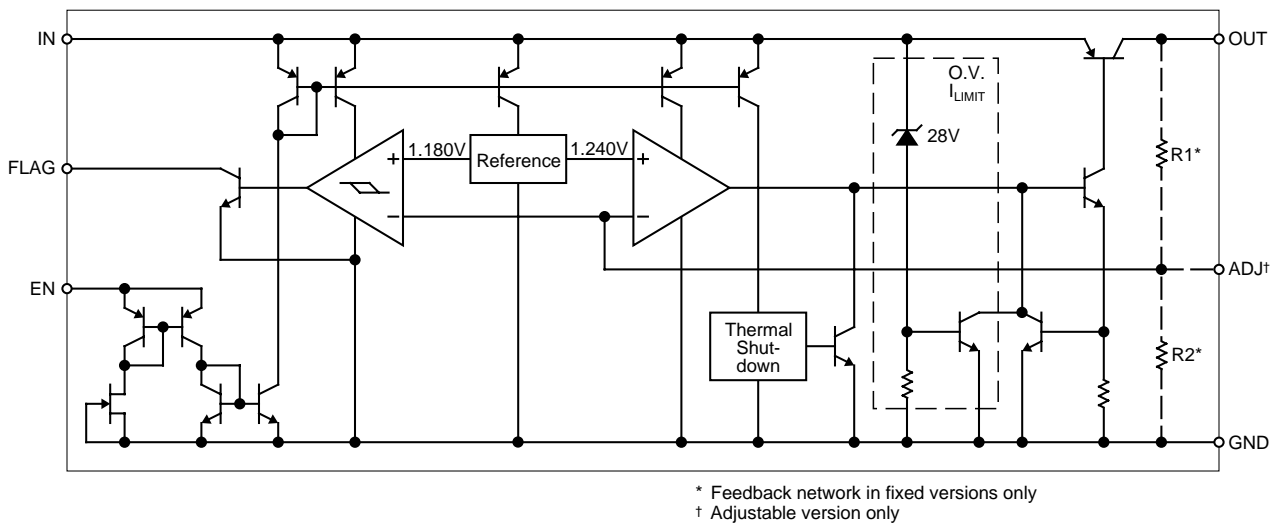 IN
OUT
O.V.
ILIMIT
28V
1.180V
Reference
1.240V
R1*
FLAG
ADJ†
EN
Thermal
Shut-
down
R2*
GND
* Feedback network in fixed versions only
† Adjustable version only